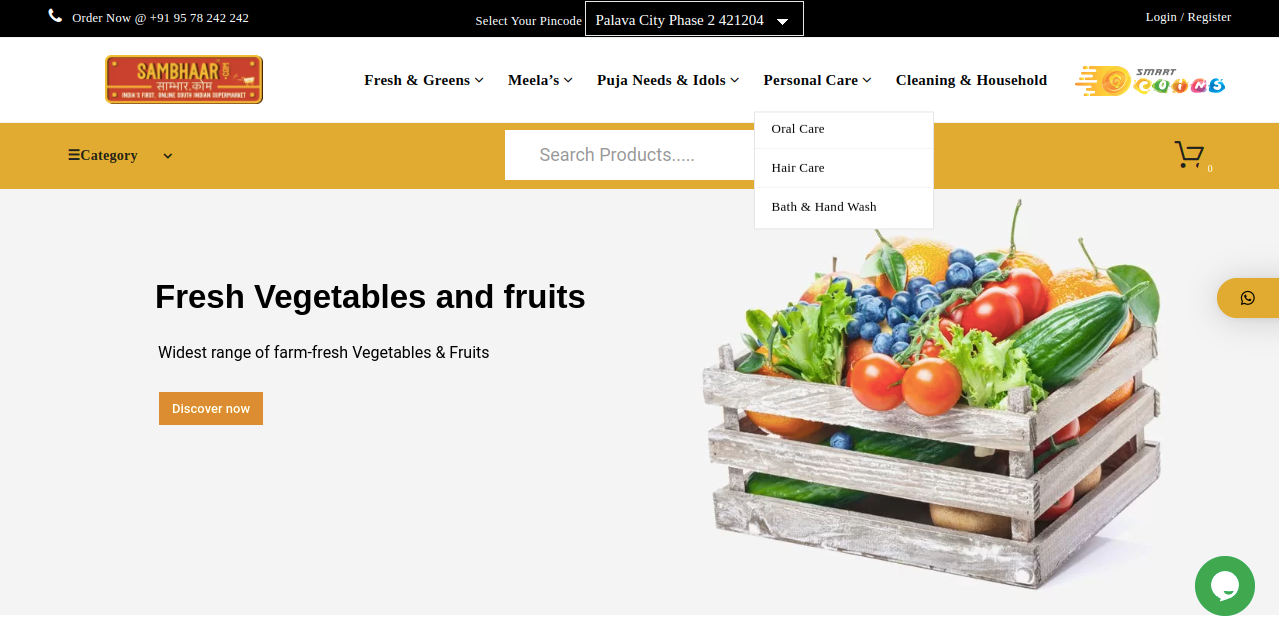 Order Now @ +91 95 78 242 242
Select Your Pincode
Palava City Phase 2 421204
Login / Register
SAMBHAAR.com
साम्भार.कोम
INDIA'S FIRST, ONLINE SOUTH INDIAN SUPERMARKET
Fresh & Greens
Meela’s
Puja Needs & Idols
Personal Care
Cleaning & Household
SMART
COINS
Oral Care
Hair Care
Bath & Hand Wash
☰Category
Search Products.....
0
Fresh Vegetables and fruits
Widest range of farm-fresh Vegetables & Fruits
Discover now